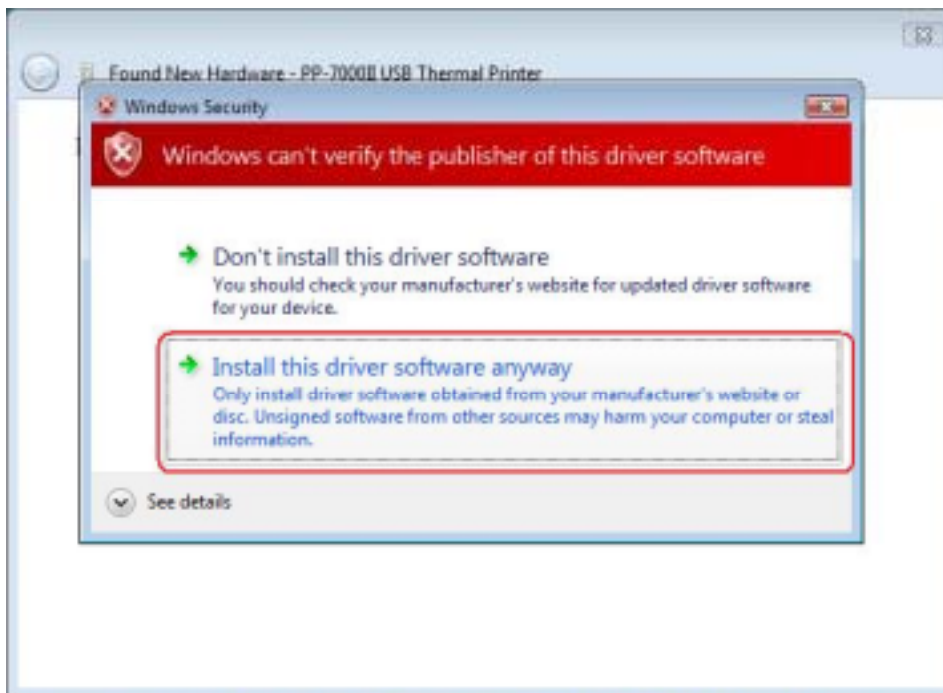 Found New Hardware - PP-7000II USB Thermal Printer
Windows Security
Windows can't verify the publisher of this driver software
Don't install this driver software
You should check your manufacturer's website for updated driver software
for your device.
Install this driver software anyway
Only install driver software obtained from your manufacturer's website or
disc. Unsigned software from other sources may harm your computer or steal
information.
See details